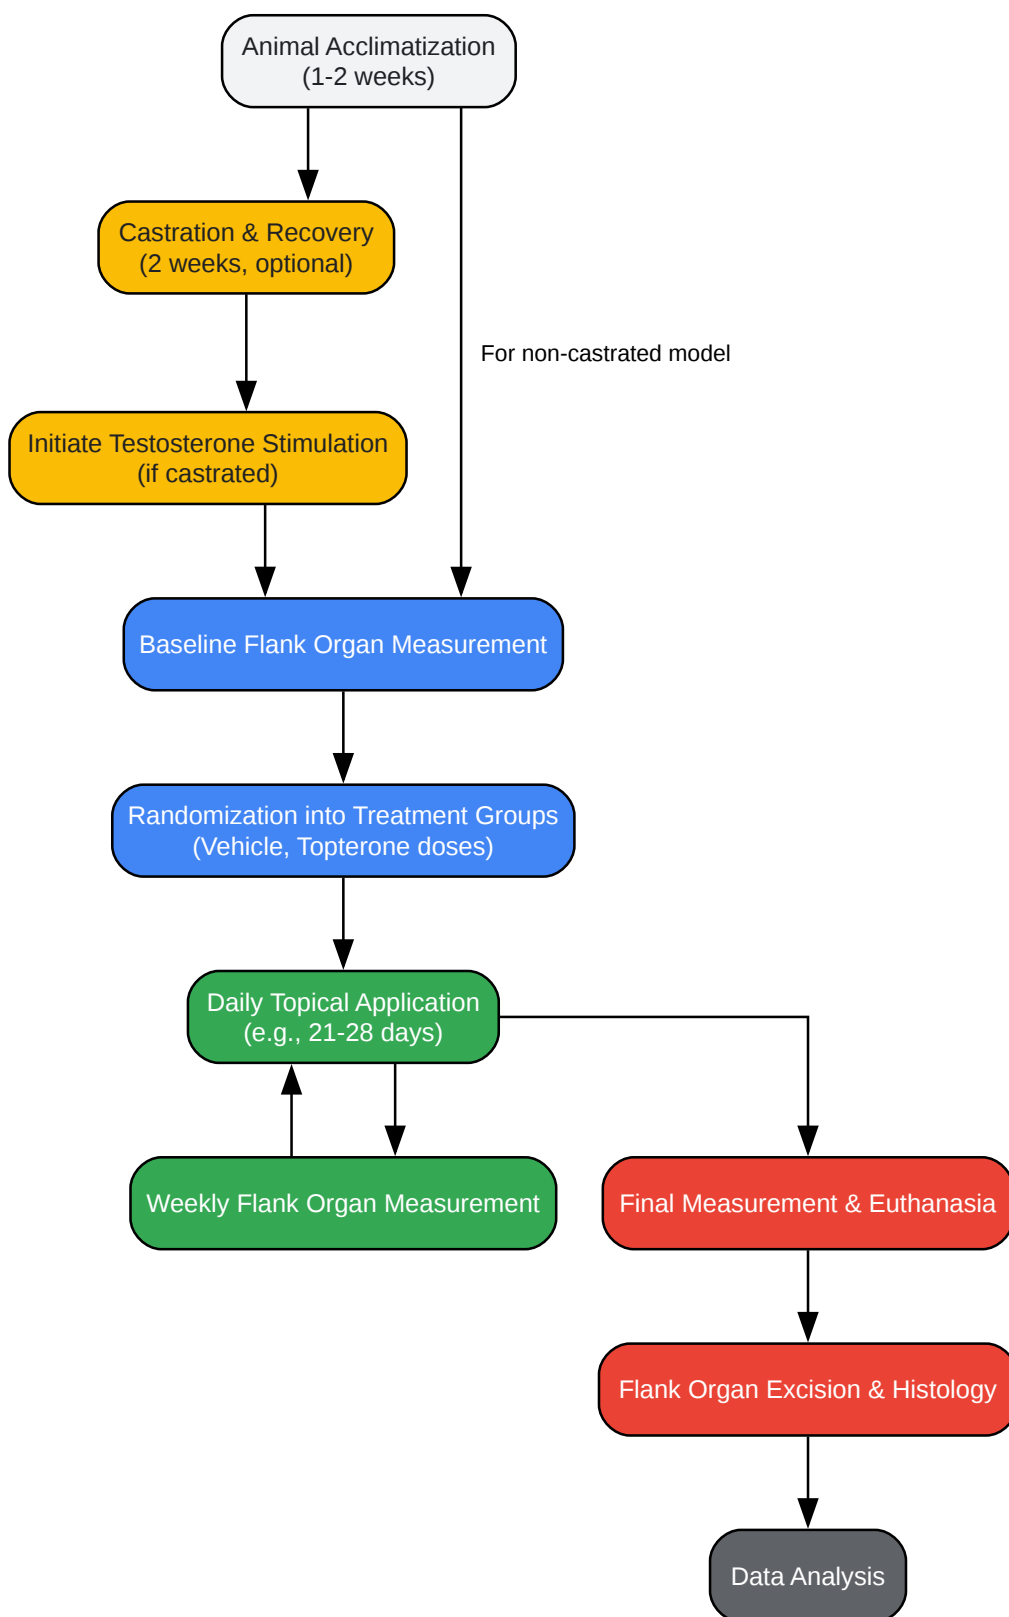 Animal Acclimatization
(1-2 weeks)
Castration & Recovery
(2 weeks, optional)
For non-castrated model
Initiate Testosterone Stimulation
(if castrated)
Baseline Flank Organ Measurement
Randomization into Treatment Groups
(Vehicle, Topterone doses)
Daily Topical Application
(e.g., 21-28 days)
Weekly Flank Organ Measurement
Final Measurement & Euthanasia
Flank Organ Excision & Histology
Data Analysis